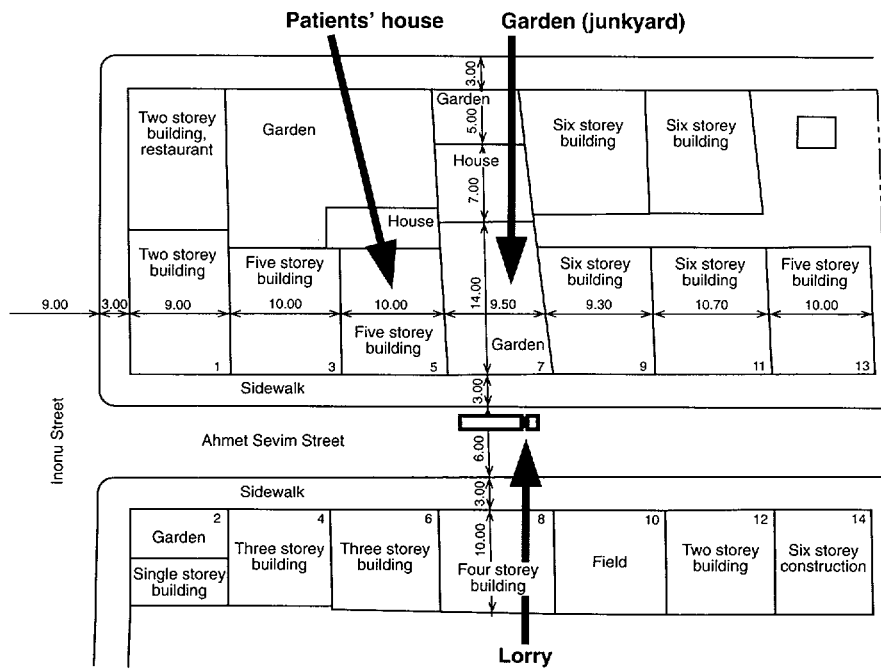 Patients' house
Garden (junkyard)
3.00
Garden
5.00
Two storey
building,
restaurant
Garden
House
7.00
Six storey
building
Six storey
building
House
Two storey
building
Five storey
building
14.00
Six storey
building
Six storey
building
Five storey
building
9.00
3.00
9.00
10.00
10.00
9.50
9.30
10.70
10.00
Five storey
building
Garden
1
3
5
7
9
11
13
Sidewalk
3.00
Inonu Street
Ahmet Sevim Street
6.00
Sidewalk
3.00
2
4
6
8
10
12
14
Garden
Single storey
building
Three storey
building
Three storey
building
10.00
Four storey
building
Field
Two storey
building
Six storey
construction
Lorry